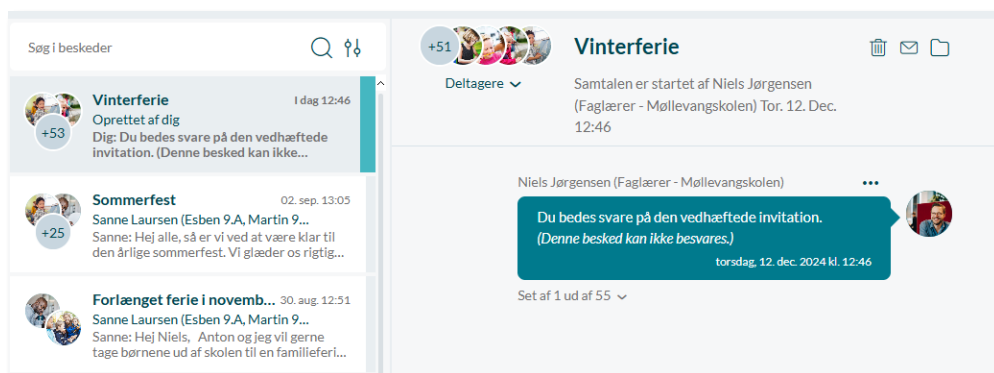 Søg i beskeder
Vinterferie
I dag 12:46
Oprettet af dig
+53
Dig: Du bedes svare på den vedhæftede
invitation. (Denne besked kan ikke...
Sommerfest
02. sep. 13:05
Sanne Laursen (Esben 9.A, Martin 9...
+25
Sanne: Hej alle, så er vi ved at være klar til
den årlige sommerfest. Vi glæder os rigtig...
Forlænget ferie i novemb...
30. aug. 12:51
Sanne Laursen (Esben 9.A, Martin 9...
Sanne: Hej Niels, Anton og jeg vil gerne
tage børnene ud af skolen til en familieferi...
+51
Deltagere
Vinterferie
Samtalen er startet af Niels Jørgensen
(Faglærer - Møllevangskolen) Tor. 12. Dec.
12:46
Niels Jørgensen (Faglærer - Møllevangskolen)
Du bedes svare på den vedhæftede invitation.
(Denne besked kan ikke besvares.)
torsdag, 12. dec. 2024 kl. 12:46
Set af 1 ud af 55